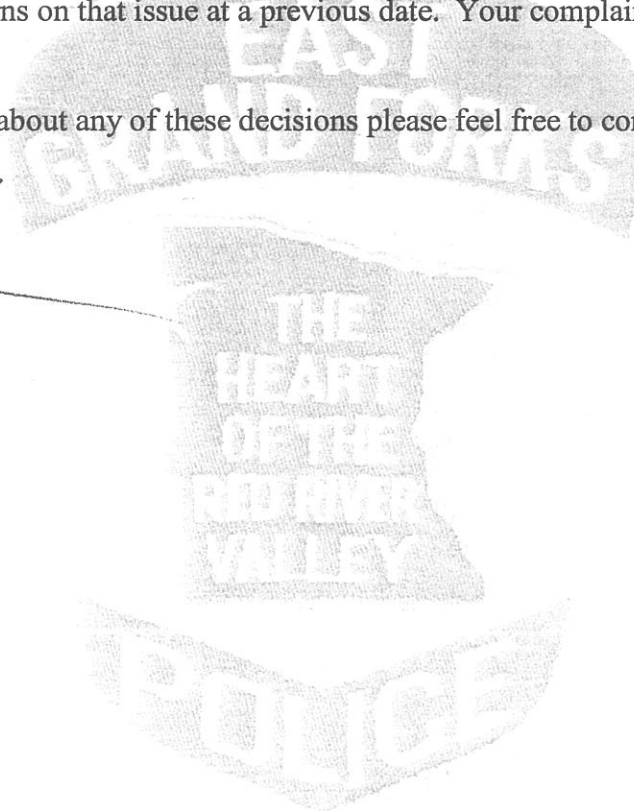 ns on that issue at a previous date. Your complai
EAST
about any of these decisions please feel free to co
GRAND FORKS
THE
HEART
OF THE
RED RIVER
VALLEY
POLICE